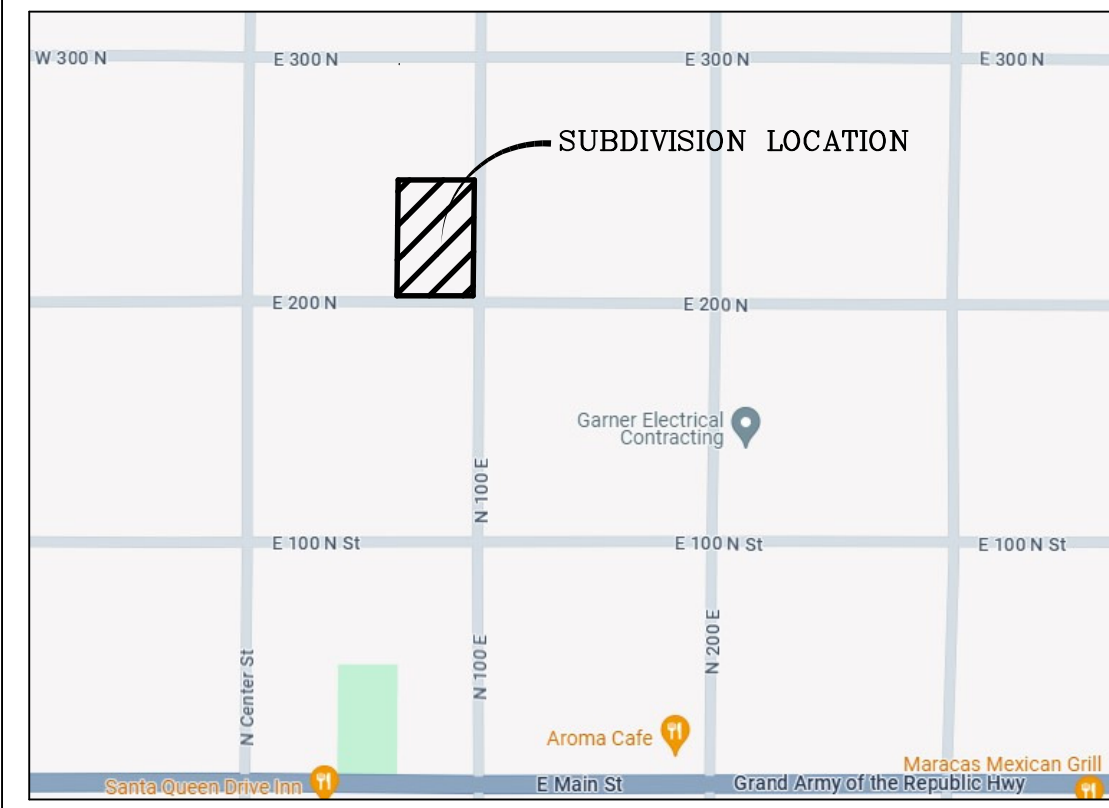 W 300 N
E 300 N
E 300 N
E 300 N
SUBDIVISION LOCATION
E 200 N
E 200 N
Garner Electrical
Contracting
N 100 E
E 100 N St
E 100 N St
E 100 N St
N Center St
N 100 E
N 200 E
Aroma Cafe
Maracas Mexican Grill
Santa Queen Drive Inn
E Main St
Grand Army of the Republic Hwy